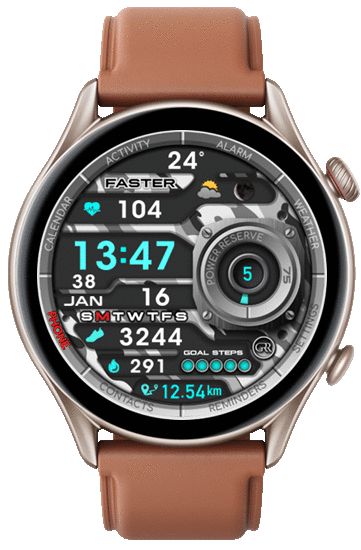 ACTIVITY
ALARM
24°
FASTER
CALENDAR
WEATHER
104
POWER RESERVE
13:47
5
75
38
JAN 16
SMTWTFS
PHONE
3244
SETTINGS
GOAL STEPS
GR
291
12.54km
CONTACTS
REMINDERS